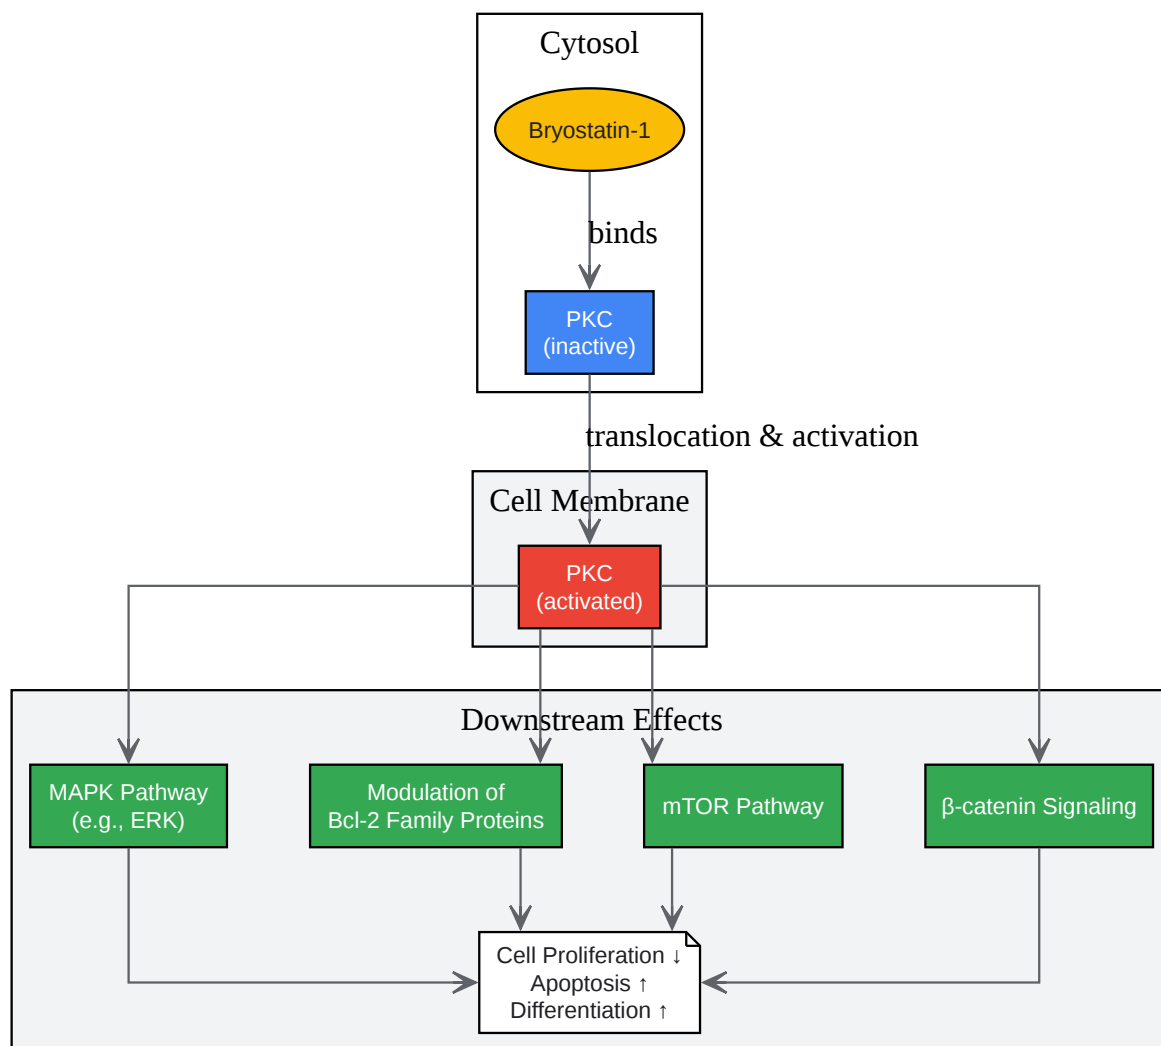 Cytosol
Bryostatin-1
binds
PKC
(inactive)
translocation & activation
Cell Membrane
PKC
(activated)
Downstream Effects
MAPK Pathway
(e.g., ERK)
Modulation of
Bcl-2 Family Proteins
mTOR Pathway
β-catenin Signaling
Cell Proliferation ↓
Apoptosis ↑
Differentiation ↑